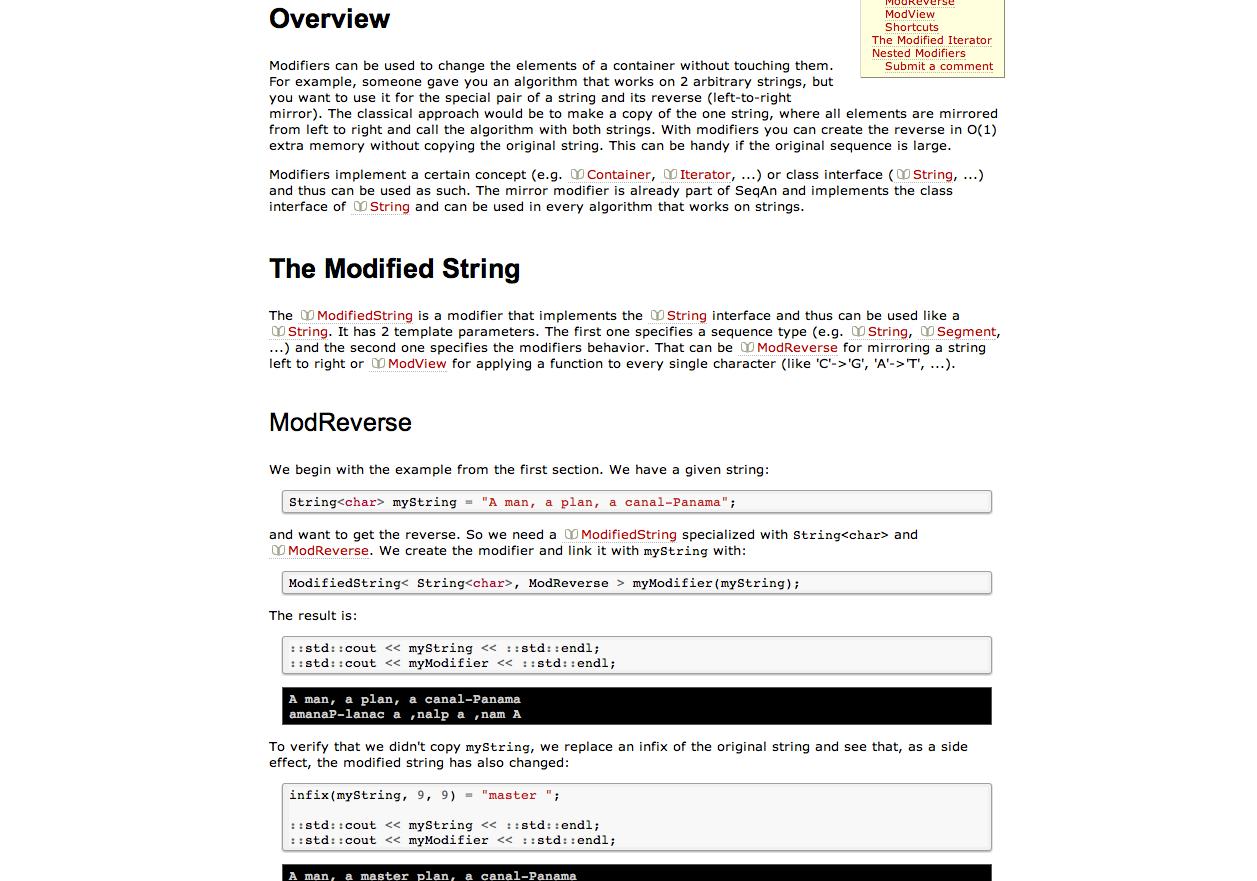 Overview
ModReverse
ModView
Shortcuts
The Modified Iterator
Nested Modifiers
Submit a comment
Modifiers can be used to change the elements of a container without touching them.
For example, someone gave you an algorithm that works on 2 arbitrary strings, but
you want to use it for the special pair of a string and its reverse (left-to-right
mirror). The classical approach would be to make a copy of the one string, where all elements are mirrored
from left to right and call the algorithm with both strings. With modifiers you can create the reverse in O(1)
extra memory without copying the original string. This can be handy if the original sequence is large.
Modifiers implement a certain concept (e.g. Container, Iterator, ...) or class interface (String, ...)
and thus can be used as such. The mirror modifier is already part of SeqAn and implements the class
interface of String and can be used in every algorithm that works on strings.
The Modified String
The ModifiedString is a modifier that implements the String interface and thus can be used like a
String. It has 2 template parameters. The first one specifies a sequence type (e.g. String, Segment,
...) and the second one specifies the modifiers behavior. That can be ModReverse for mirroring a string
left to right or ModView for applying a function to every single character (like 'C'->'G', 'A'->'T', ...).
ModReverse
We begin with the example from the first section. We have a given string:
String<char> myString = "A man, a plan, a canal-Panama";
and want to get the reverse. So we need a ModifiedString specialized with String<char> and
ModReverse. We create the modifier and link it with myString with:
ModifiedString< String<char>, ModReverse > myModifier(myString);
The result is:
::std::cout << myString << ::std::endl;
::std::cout << myModifier << ::std::endl;
A man, a plan, a canal-Panama
amanaP-lanac a ,nalp a ,nam A
To verify that we didn't copy myString, we replace an infix of the original string and see that, as a side
effect, the modified string has also changed:
infix(myString, 9, 9) = "master ";
::std::cout << myString << ::std::endl;
::std::cout << myModifier << ::std::endl;
A man, a master plan, a canal-Panama